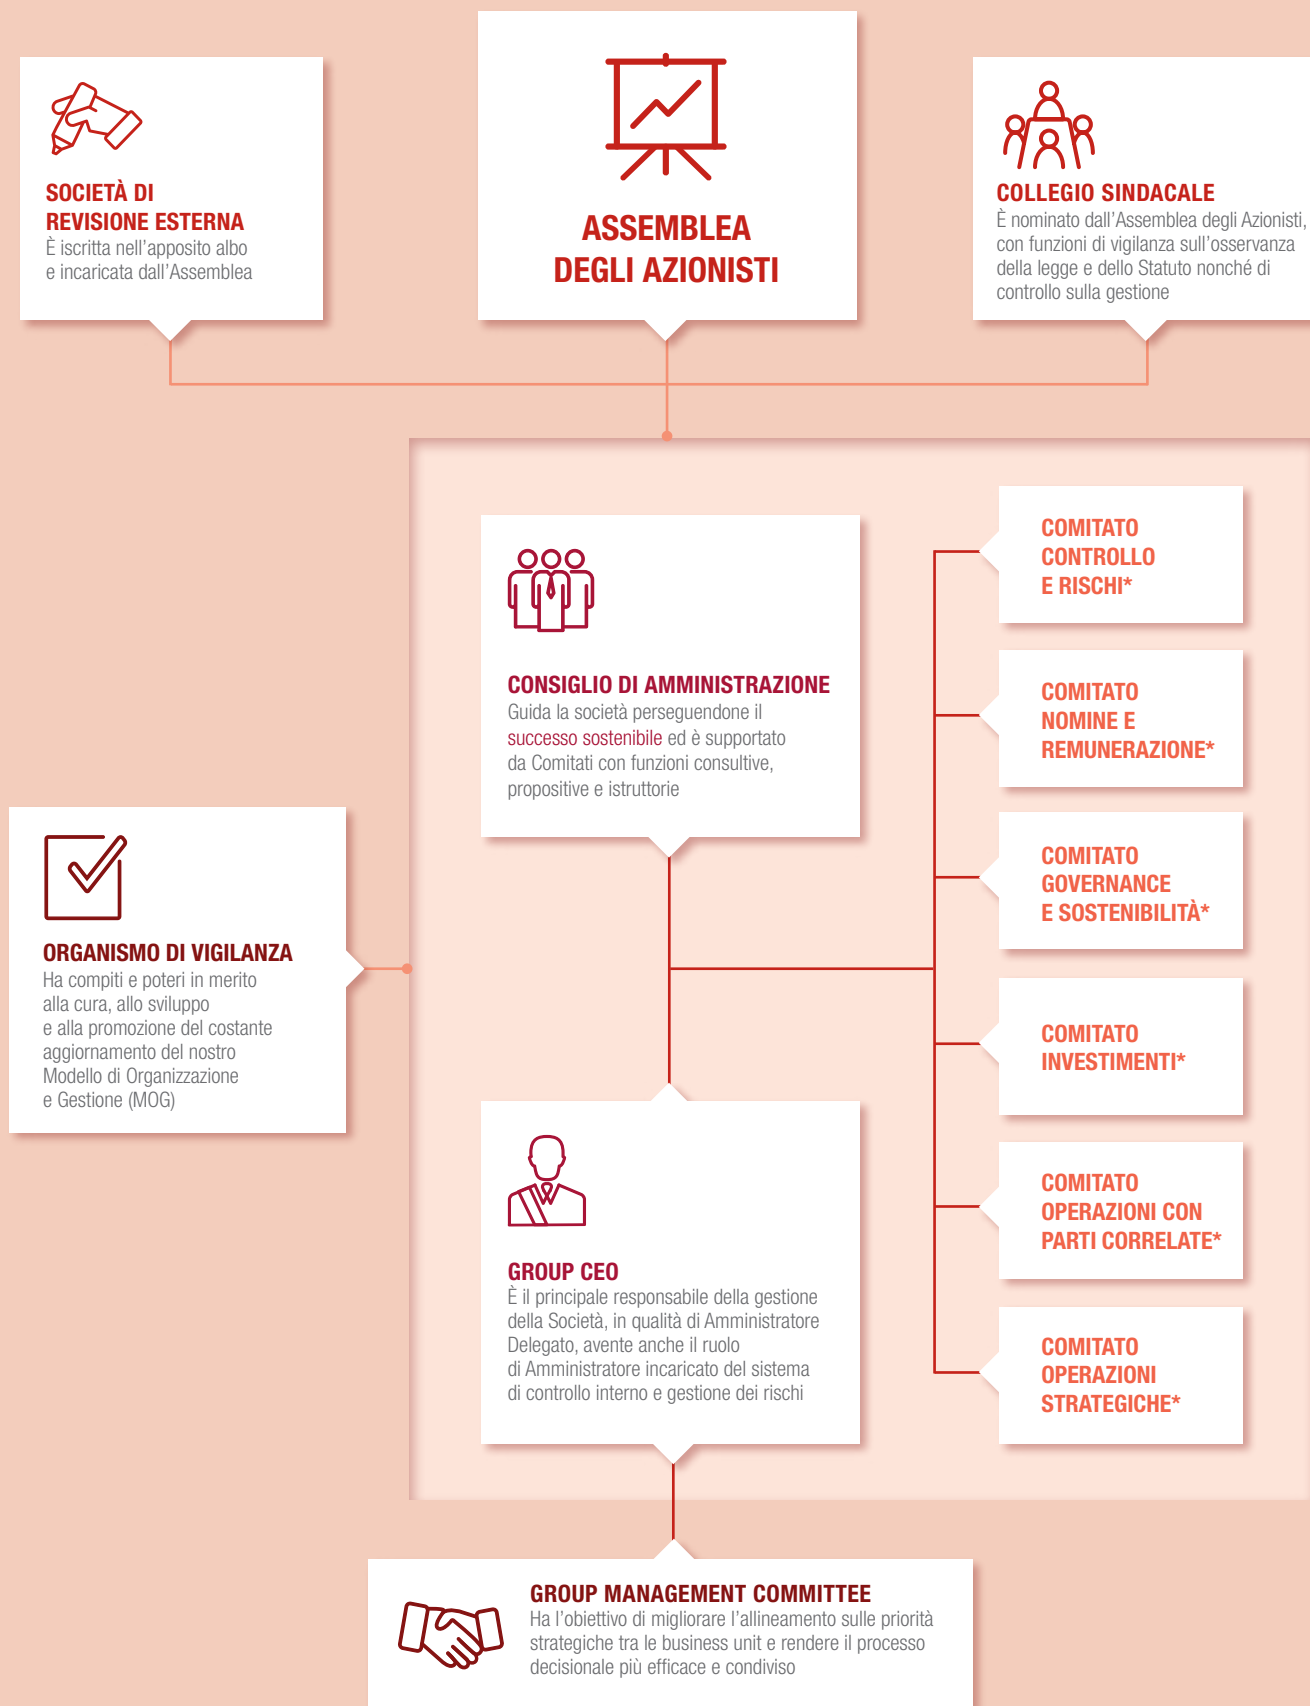 SOCIETÀ DI
REVISIONE ESTERNA
È iscritta nell'apposito albo
e incaricata dall'Assemblea
ASSEMBLEA
DEGLI AZIONISTI
COLLEGIO SINDACALE
È nominato dall'Assemblea degli Azionisti,
con funzioni di vigilanza sull'osservanza
della legge e dello Statuto nonché di
controllo sulla gestione
CONSIGLIO DI AMMINISTRAZIONE
Guida la società perseguendone il
successo sostenibile ed è supportato
da Comitati con funzioni consultive,
propositive e istruttorie
COMITATO
CONTROLLO
E RISCHI*
COMITATO
NOMINE E
REMUNERAZIONE*
COMITATO
GOVERNANCE
E SOSTENIBILITÀ*
COMITATO
INVESTIMENTI*
COMITATO
OPERAZIONI CON
PARTI CORRELATE*
COMITATO
OPERAZIONI
STRATEGICHE*
ORGANISMO DI VIGILANZA
Ha compiti e poteri in merito
alla cura, allo sviluppo
e alla promozione del costante
aggiornamento del nostro
Modello di Organizzazione
e Gestione (MOG)
GROUP CEO
È il principale responsabile della gestione
della Società, in qualità di Amministratore
Delegato, avente anche il ruolo
di Amministratore incaricato del sistema
di controllo interno e gestione dei rischi
GROUP MANAGEMENT COMMITTEE
Ha l'obiettivo di migliorare l'allineamento sulle priorità
strategiche tra le business unit e rendere il processo
decisionale più efficace e condiviso